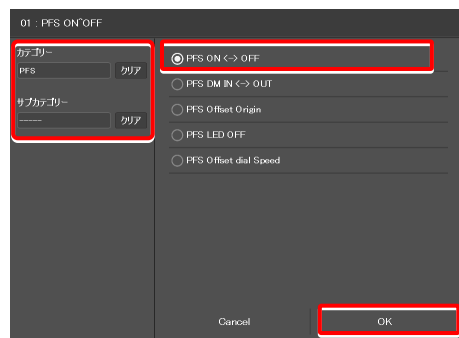 01 : PFS ON^OFF
カテゴリー
PFS
クリア
サブカテゴリー
-----
クリア
PFS ON <-> OFF
PFS DM IN <-> OUT
PFS Offset Origin
PFS LED OFF
PFS Offset dial Speed
Cancel
OK